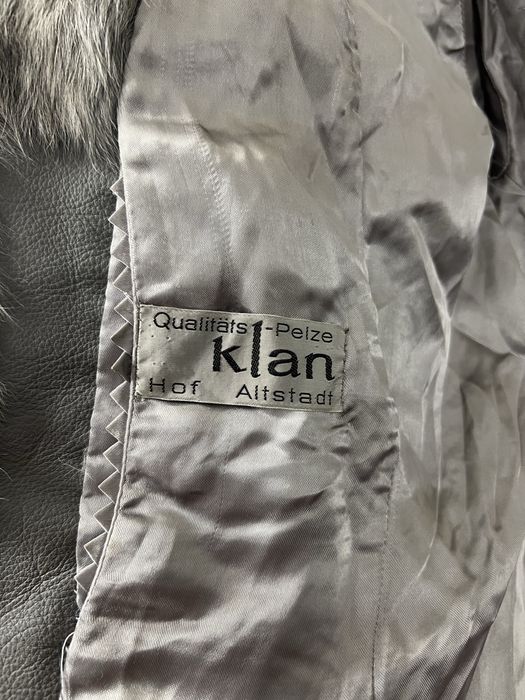 Qualitäts-Pelze
klan
Hof Altstadt